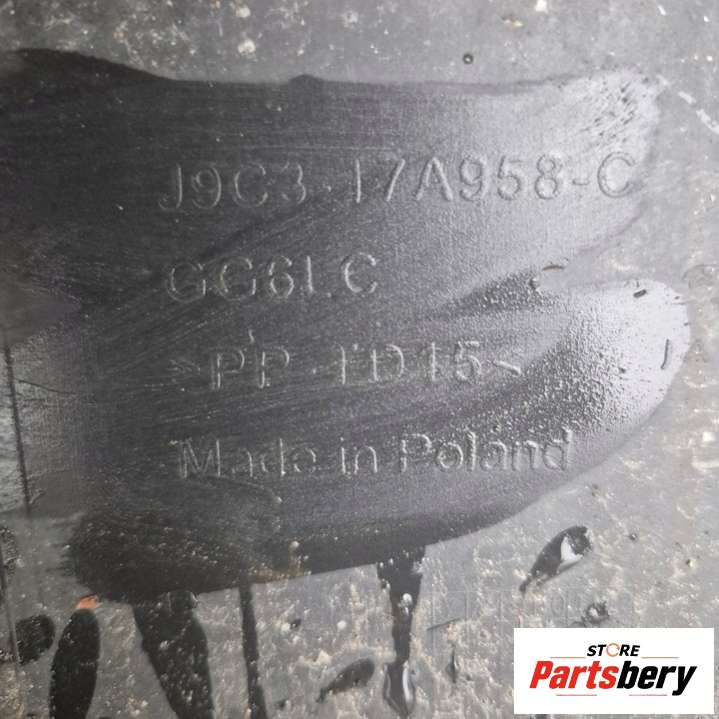 J9C3-17A958-C
GG6LC
>PP-TD15<
Made in Poland
STORE
Partsbery